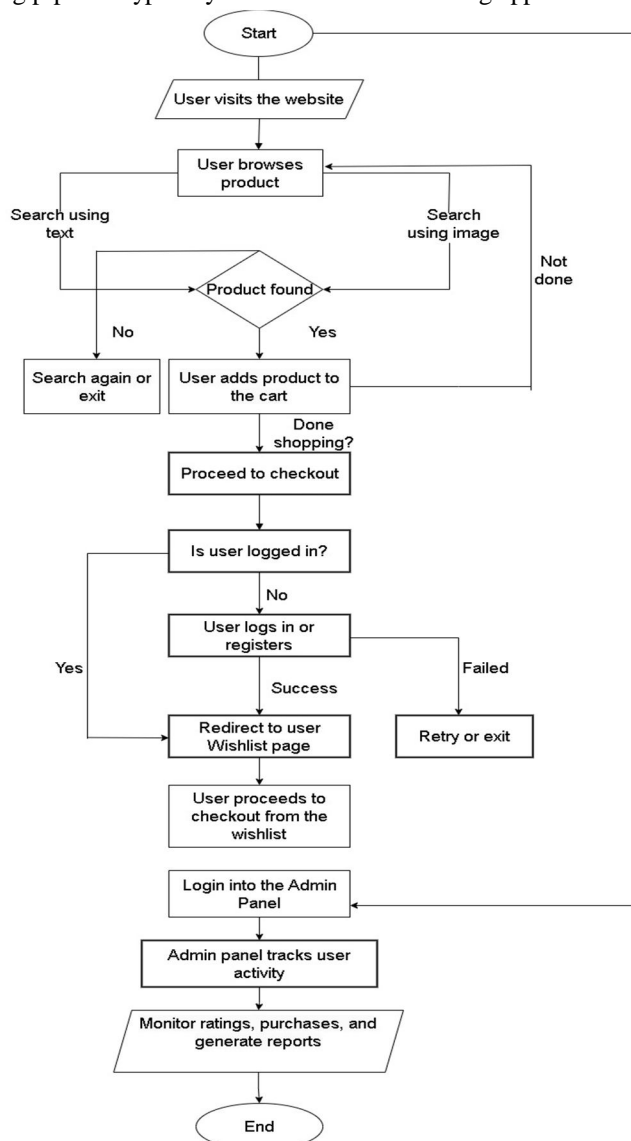 Start
User visits the website
User browses
product
Search using
text
Search
using image
Not
done
Product found
No
Yes
Search again or
exit
User adds product to
the cart
Done
shopping?
Proceed to checkout
Is user logged in?
No
User logs in or
registers
Yes
Failed
Success
Redirect to user
Wishlist page
Retry or exit
User proceeds to
checkout from the
wishlist
Login into the Admin
Panel
Admin panel tracks user
activity
Monitor ratings, purchases, and
generate reports
End